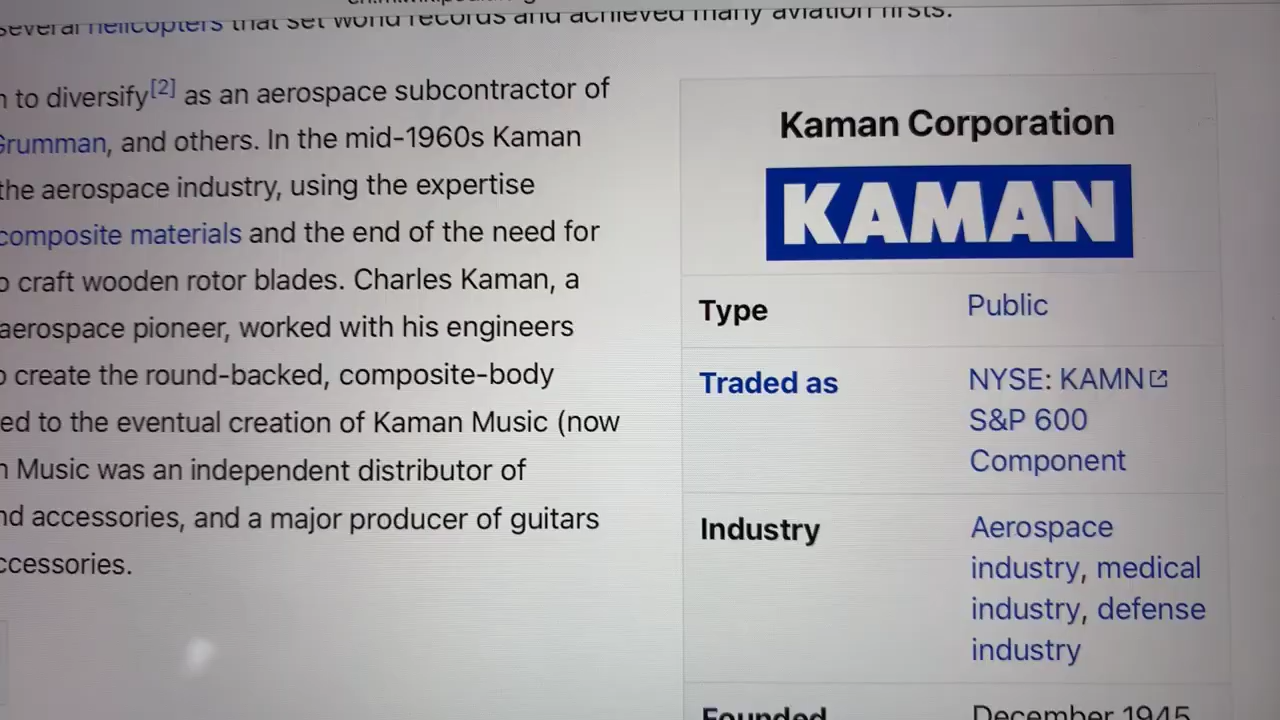 several helicopters that set world records and achieved many aviation firsts.
to diversify[2] as an aerospace subcontractor of
Grumman, and others. In the mid-1960s Kaman
the aerospace industry, using the expertise
composite materials and the end of the need for
craft wooden rotor blades. Charles Kaman, a
aerospace pioneer, worked with his engineers
create the round-backed, composite-body
ed to the eventual creation of Kaman Music (now
Music was an independent distributor of
nd accessories, and a major producer of guitars
ccessories.
Kaman Corporation
KAMAN
Type Public
Traded as NYSE: KAMN
S&P 600
Component
Industry Aerospace
industry, medical
industry, defense
industry
Founded December 1945